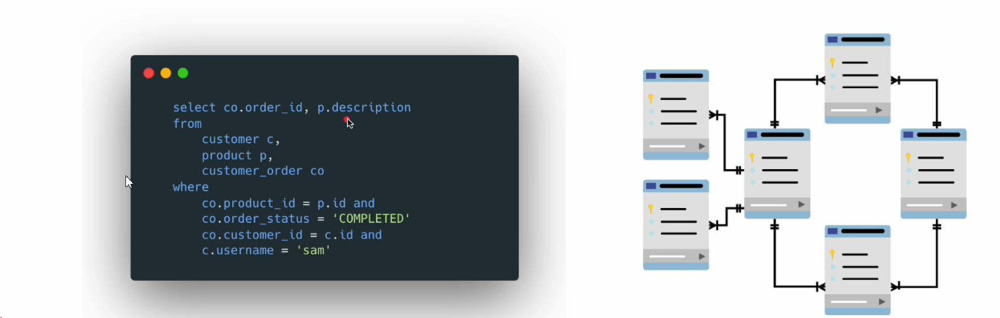 select co.order_id, p.description
from
customer c,
product p,
customer_order co
where
co.product_id = p.id and
co.order_status = 'COMPLETED'
co.customer_id = c.id and
c.username = 'sam'